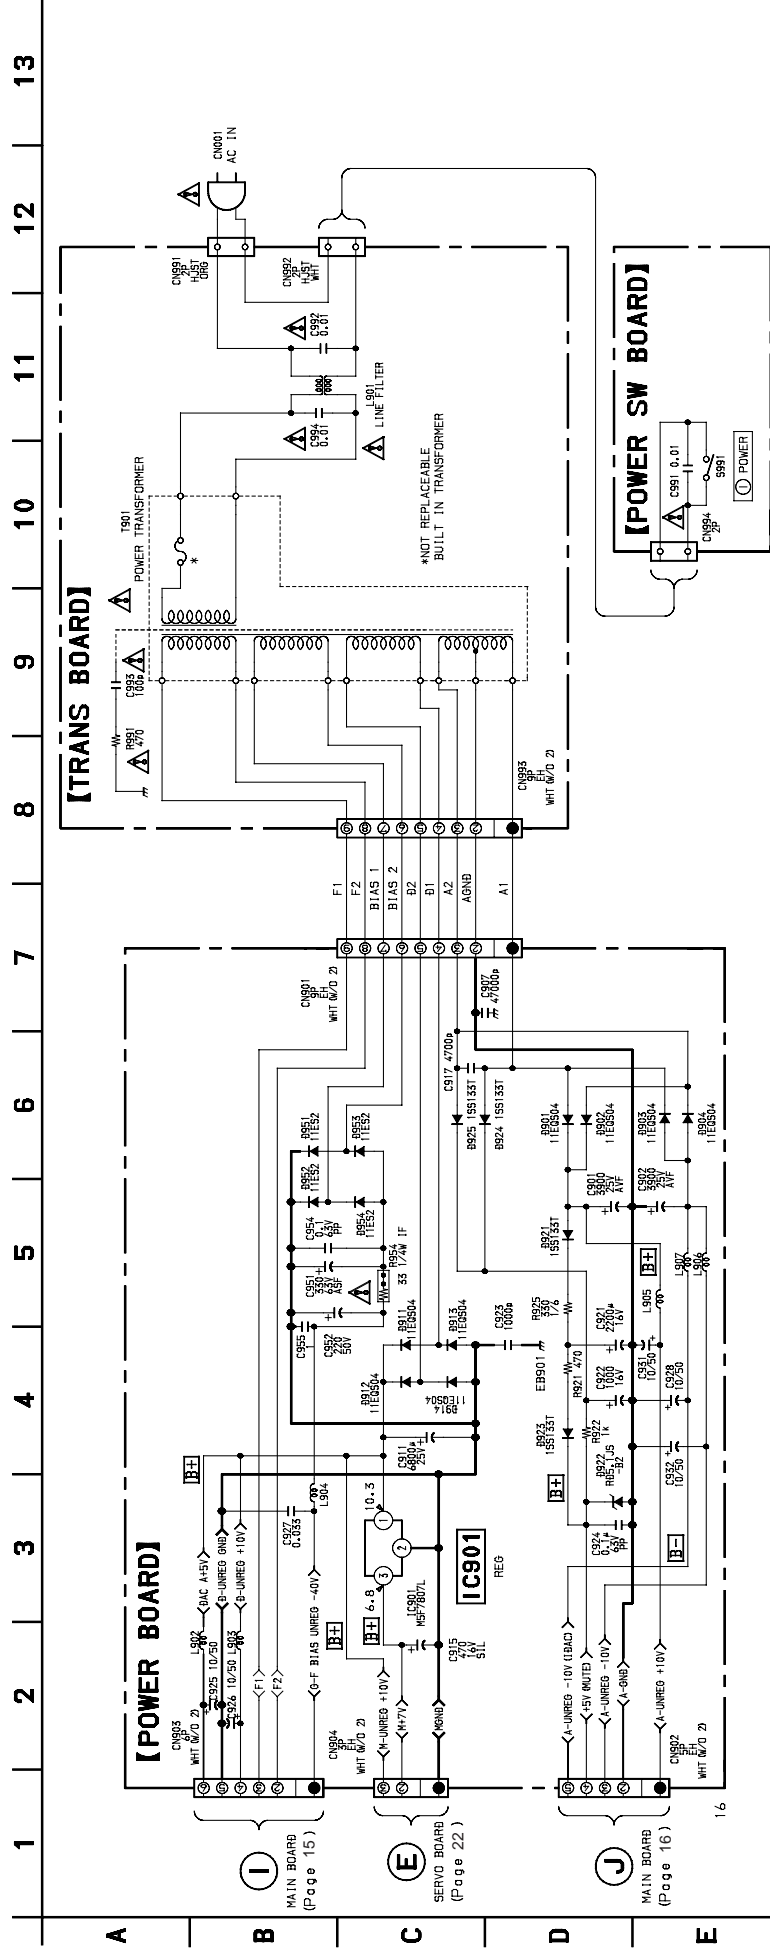 13
12
11
10
9
8
7
6
5
4
3
2
1
A
B
C
D
E
CN001
AC IN
CN991
2P
HJST
ORG
CN992
2P
HJST
WHT
【TRANS BOARD】
C992
0.01
L901
LINE FILTER
C994
0.01
T901
POWER TRANSFORMER
*
*NOT REPLACEABLE
BUILT IN TRANSFORMER
C993
100p
R991
470
CN993
9P
EH
WHT (W/O 2)
【POWER SW BOARD】
C991 0.01
S991
POWER
CN994
2P
F1
F2
BIAS 1
BIAS 2
D2
D1
A2
AGND
A1
【POWER BOARD】
CN901
9P
EH
WHT (W/O 2)
C907
47000p
C917 4700p
D925 1SS133T
D924 1SS133T
D951
11ES2
D953
11ES2
D952
11ES2
D954
11ES2
C954
0.1
63V
PP
C951
330
63V
ASF
R954
33 1/4W IF
C955
1
C952
220
50V
D911
11EQS04
D913
11EQS04
D912
11EQS04
D914
11EQS04
C923
1000p
EB901
C911
6800µ
25V
D901
11EQS04
D902
11EQS04
D903
11EQS04
D904
11EQS04
C901
3900
25V
AVF
C902
3900
25V
AVF
D921
1SS133T
R925
330
1/6
R921 470
C921
2200µ
16V
C922
1000
16V
D923
1SS133T
R922
1k
D922
RD5.1JS
-B2
C924
0.1µ
63V
PP
L907
L906
L905
C931
10/50
C928
10/50
C932
10/50
B+
B+
B+
B+
B+
B-
L904
C927
0.033
10.3
6.8
1
2
3
IC901
M5F7807L
IC901
REG
C915
470
16V
SIL
DAC A+5V
D-UNREG GND
D-UNREG +10V
F1
F2
G-F BIAS UNREG -40V
L902
C925 10/50
C926 10/50
L903
CN903
6P
WHT (W/O 2)
CN904
3P
EH
WHT (W/O 2)
M-UNREG +10V
M+7V
MGND
A-UNREG -10V (IDAC)
+5V (MUTE)
A-UNREG -10V
A-GND
A-UNREG +10V
CN902
5P
EH
WHT (W/O 2)
I
MAIN BOARD
(Page 15)
E
SERVO BOARD
(Page 22)
J
MAIN BOARD
(Page 16)
16